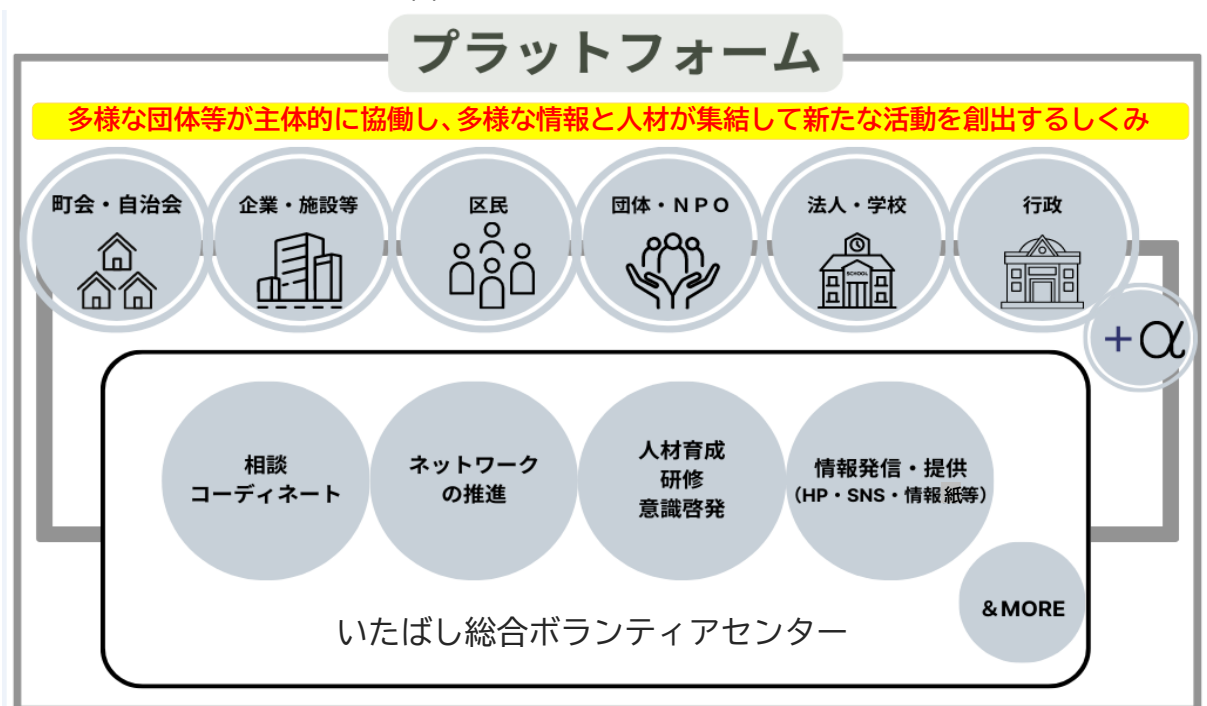 プラットフォーム
多様な団体等が主体的に協働し、多様な情報と人材が集結して新たな活動を創出するしくみ
町会・自治会
企業・施設等
区民
団体・ＮＰＯ
法人・学校
SCHOOL
行政
+α
相談
コーディネート
ネットワーク
の推進
人材育成
研修
意識啓発
情報発信・提供
（HP・SNS・情報紙等）
＆MORE
いたばし総合ボランティアセンター